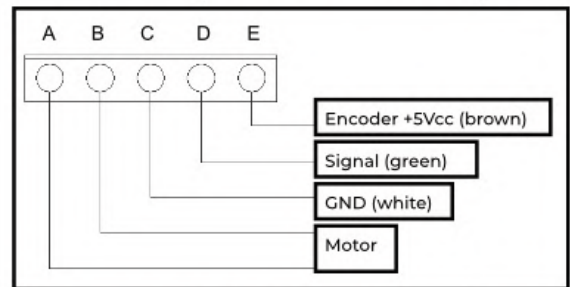 A B C D E
Encoder +5Vcc (brown)
Signal (green)
GND (white)
Motor